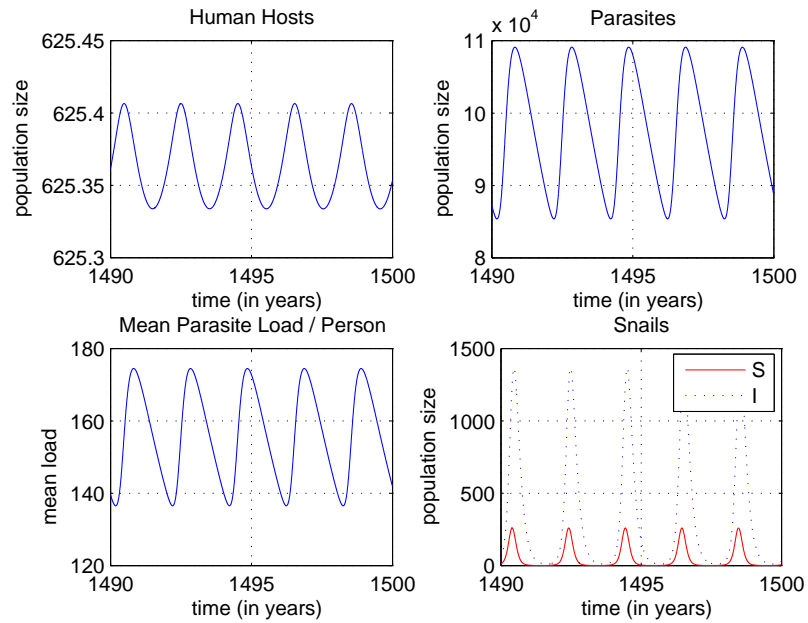 Human Hosts
625.45
625.4
625.35
625.3
population size
1490
1495
1500
time (in years)
Parasites
x 10^4
11
10
9
8
population size
1490
1495
1500
time (in years)
Mean Parasite Load / Person
180
160
140
120
mean load
1490
1495
1500
time (in years)
Snails
1500
1000
500
0
population size
S
I
1490
1495
1500
time (in years)